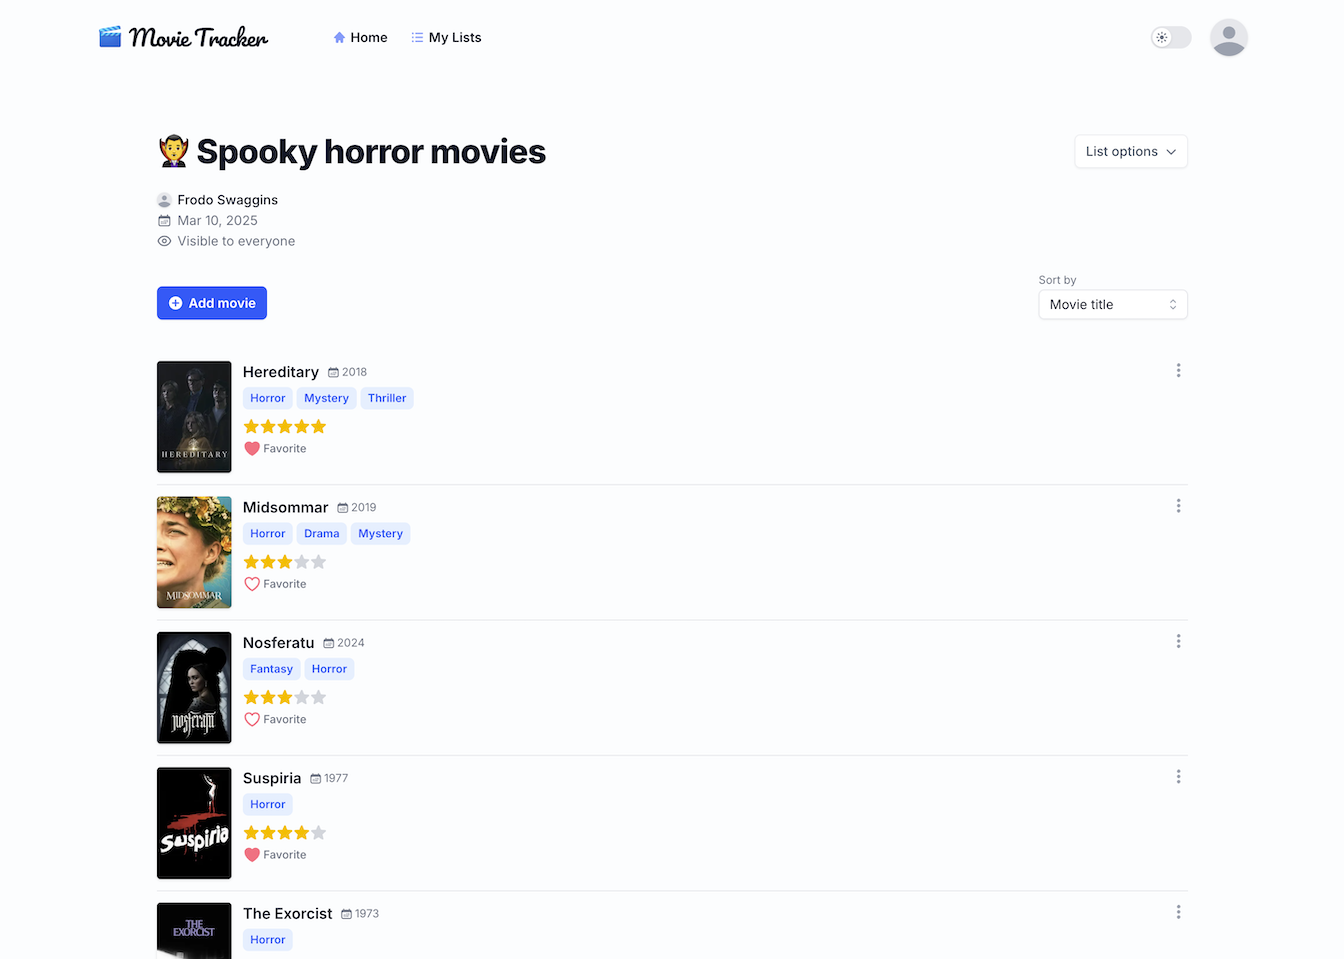 Movie Tracker
Home
My Lists
Spooky horror movies
List options
Frodo Swaggins
Mar 10, 2025
Visible to everyone
Add movie
Sort by
Movie title
HEREDITARY
Hereditary 2018
Horror Mystery Thriller
Favorite
MIDSOMMAR
Midsommar 2019
Horror Drama Mystery
Favorite
nosferatu
Nosferatu 2024
Fantasy Horror
Favorite
Suspiria
Suspiria 1977
Horror
Favorite
THE
EXORCIST
The Exorcist 1973
Horror